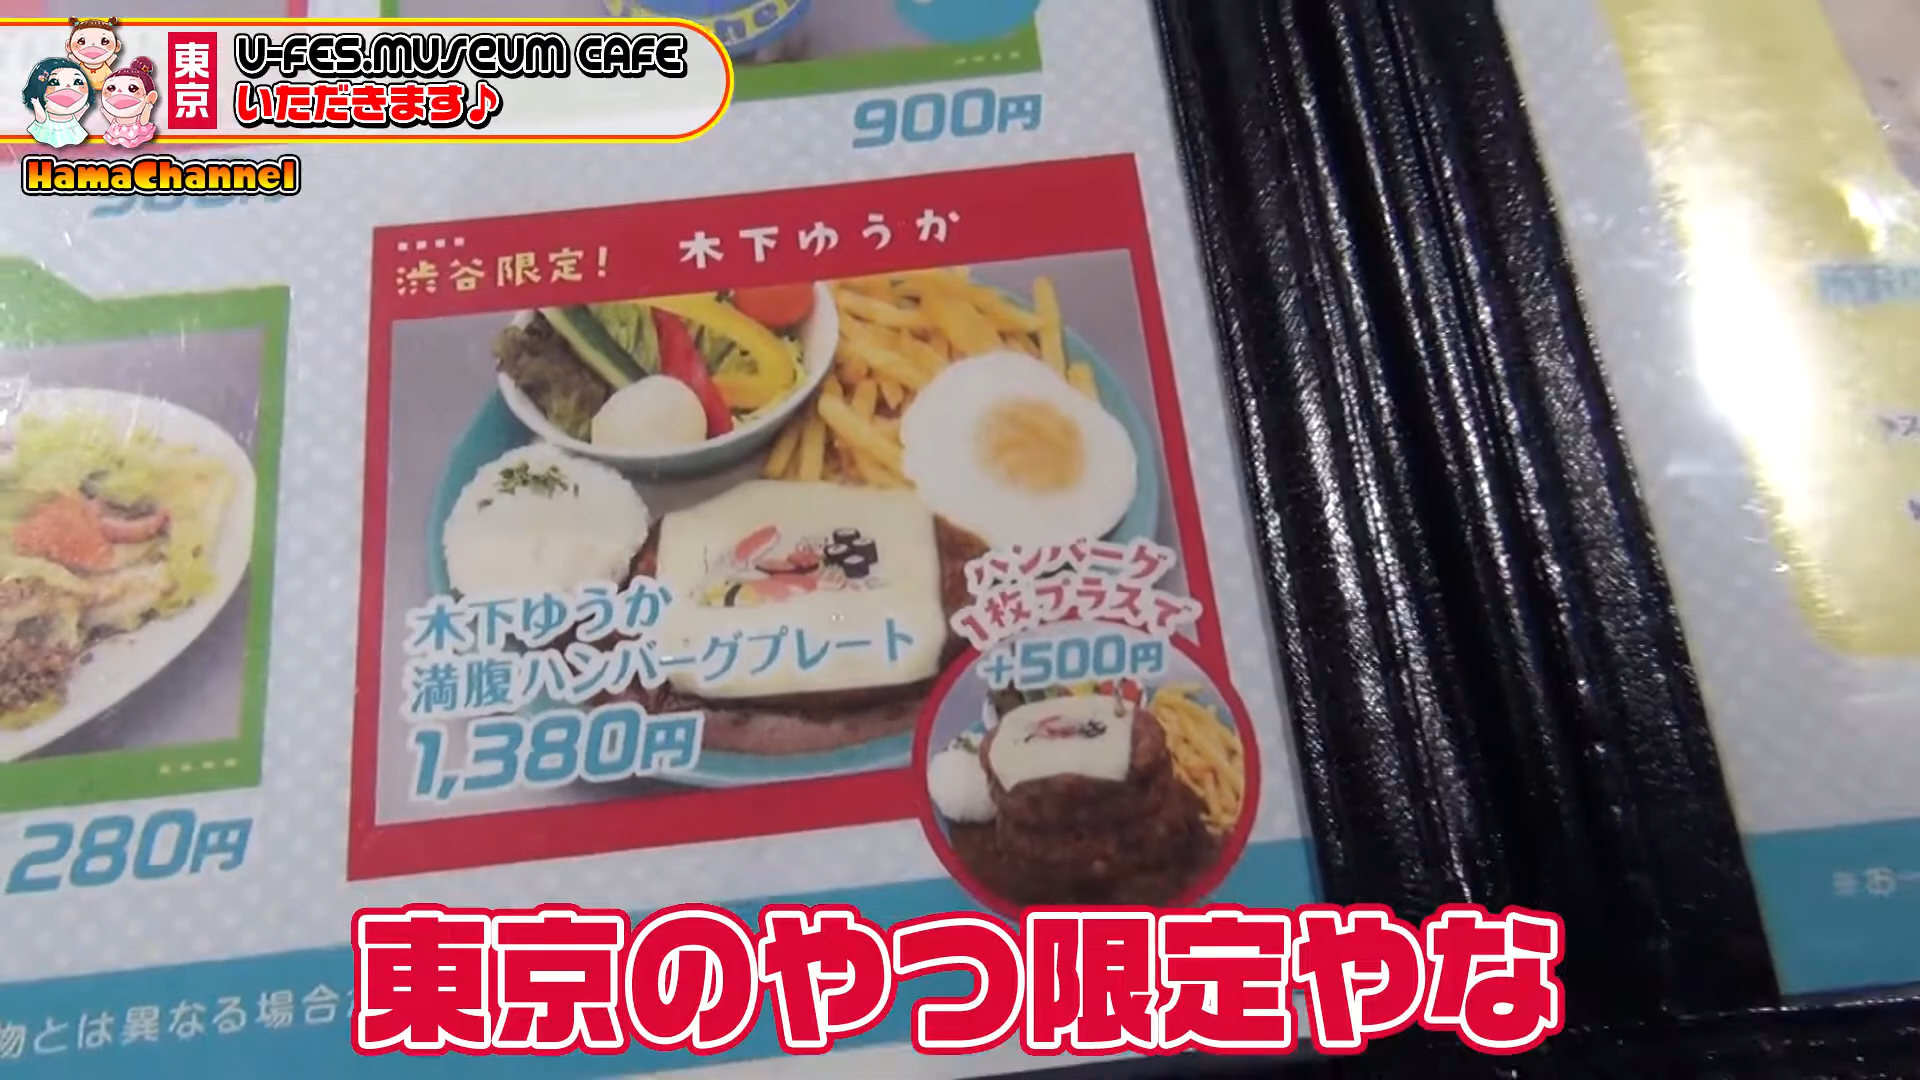 東京
U-FES.MUSEUM CAFE
いただきます♪
HamaChannel
900円
渋谷限定！ 木下ゆうか
木下ゆうか
満腹ハンバーグプレート
1,380円
ハンバーグ
1枚プラスで
+500円
280円
物とは異なる場合
東京のやつ限定やな